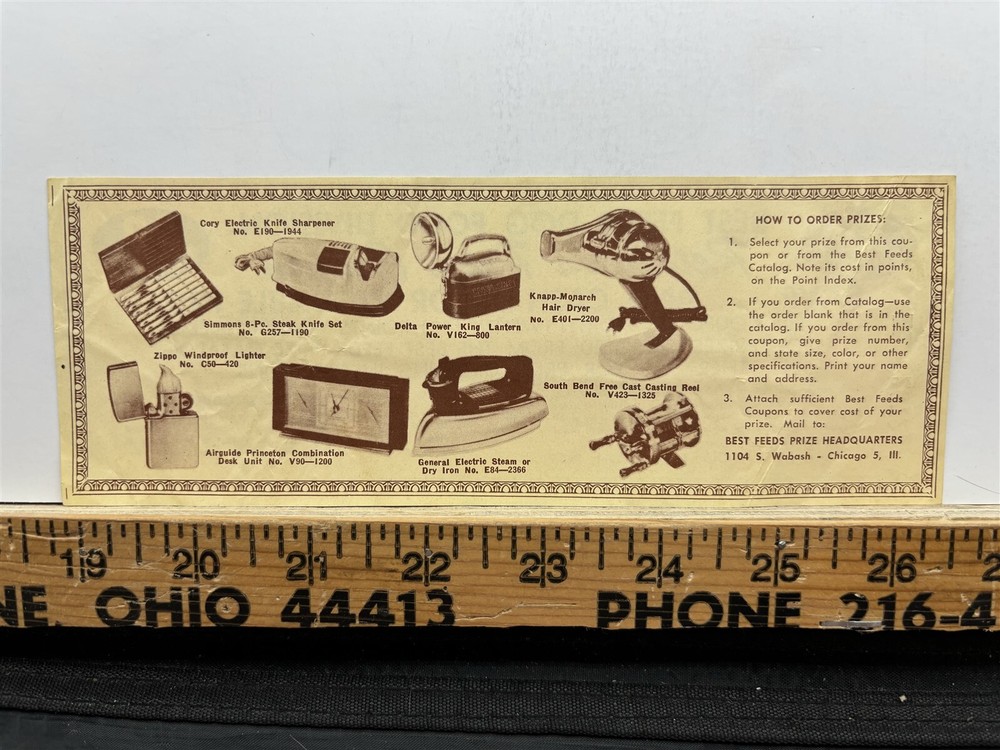 Cory Electric Knife Sharpener
No. E190—1944
Simmons 8-Pc. Steak Knife Set
No. G257—1190
Delta Power King Lantern
No. V162—800
Knapp-Monarch
Hair Dryer
No. E401—2200
Zippo Windproof Lighter
No. C50—420
Airguide Princeton Combination
Desk Unit No. V90—1200
General Electric Steam or
Dry Iron No. E84—2366
South Bend Free Cast Casting Reel
No. V423—1325
HOW TO ORDER PRIZES:
1. Select your prize from this cou-
pon or from the Best Feeds
Catalog. Note its cost in points,
on the Point Index.
2. If you order from Catalog—use
the order blank that is in the
catalog. If you order from this
coupon, give prize number,
and state size, color, or other
specifications. Print your name
and address.
3. Attach sufficient Best Feeds
Coupons to cover cost of your
prize. Mail to:
BEST FEEDS PRIZE HEADQUARTERS
1104 S. Wabash - Chicago 5, Ill.
19 20 21 22 23 24 25 26 2
NE. OHIO 44413 PHONE 216-4